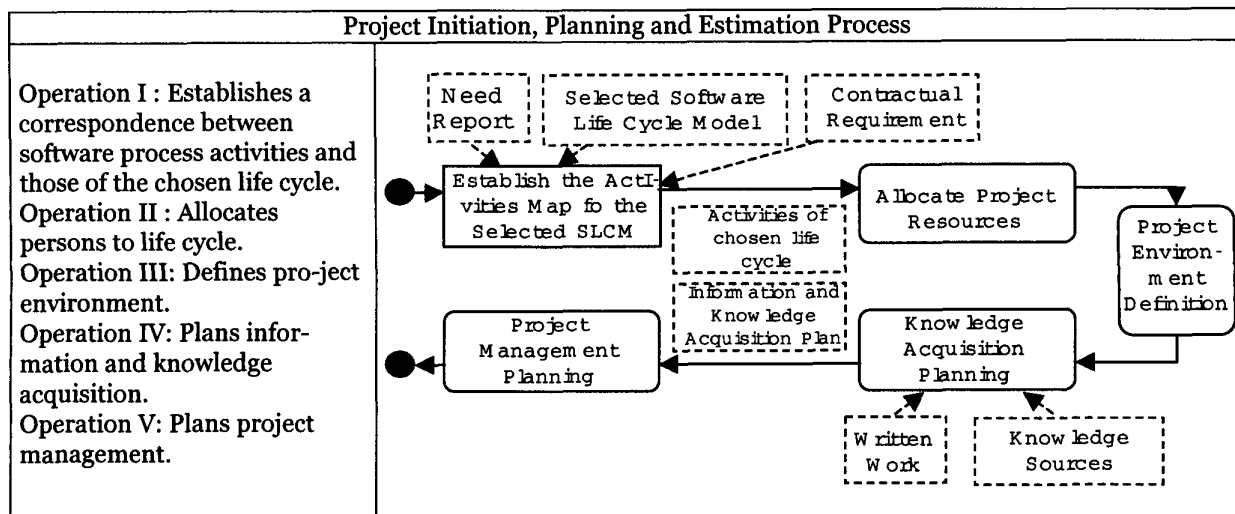 Project Initiation, Planning and Estimation Process
Operation I : Establishes a
correspondence between
software process activities and
those of the chosen life cycle.
Operation II : Allocates
persons to life cycle.
Operation III: Defines pro-ject
environment.
Operation IV: Plans infor-
mation and knowledge
acquisition.
Operation V: Plans project
management.
Need
Report
Selected Software
Life Cycle Model
Contractual
Requirement
Establish the ActI-
vities Map fo the
Selected SLCM
Activities of
chosen life
cycle
Allocate Project
Resources
Project
Environ-
ment
Definition
Information and
Knowledge
Acquisition Plan
Project
Management
Planning
Knowledge
Acquisition
Planning
Written
Work
Knowledge
Sources